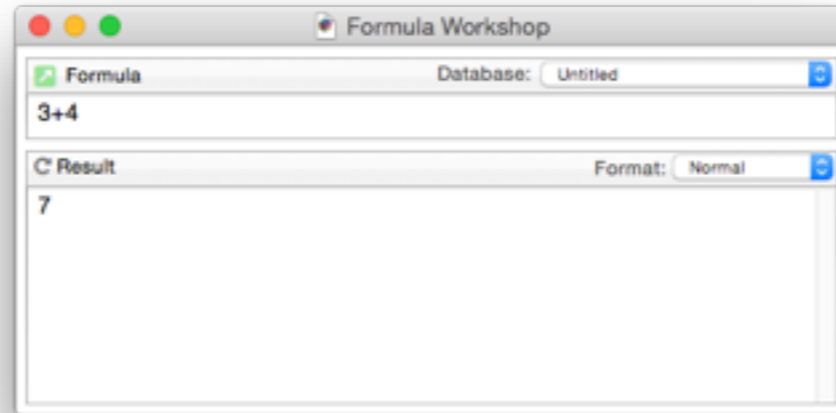 Formula Workshop
Formula Database: Untitled
3+4
Result Format: Normal
7